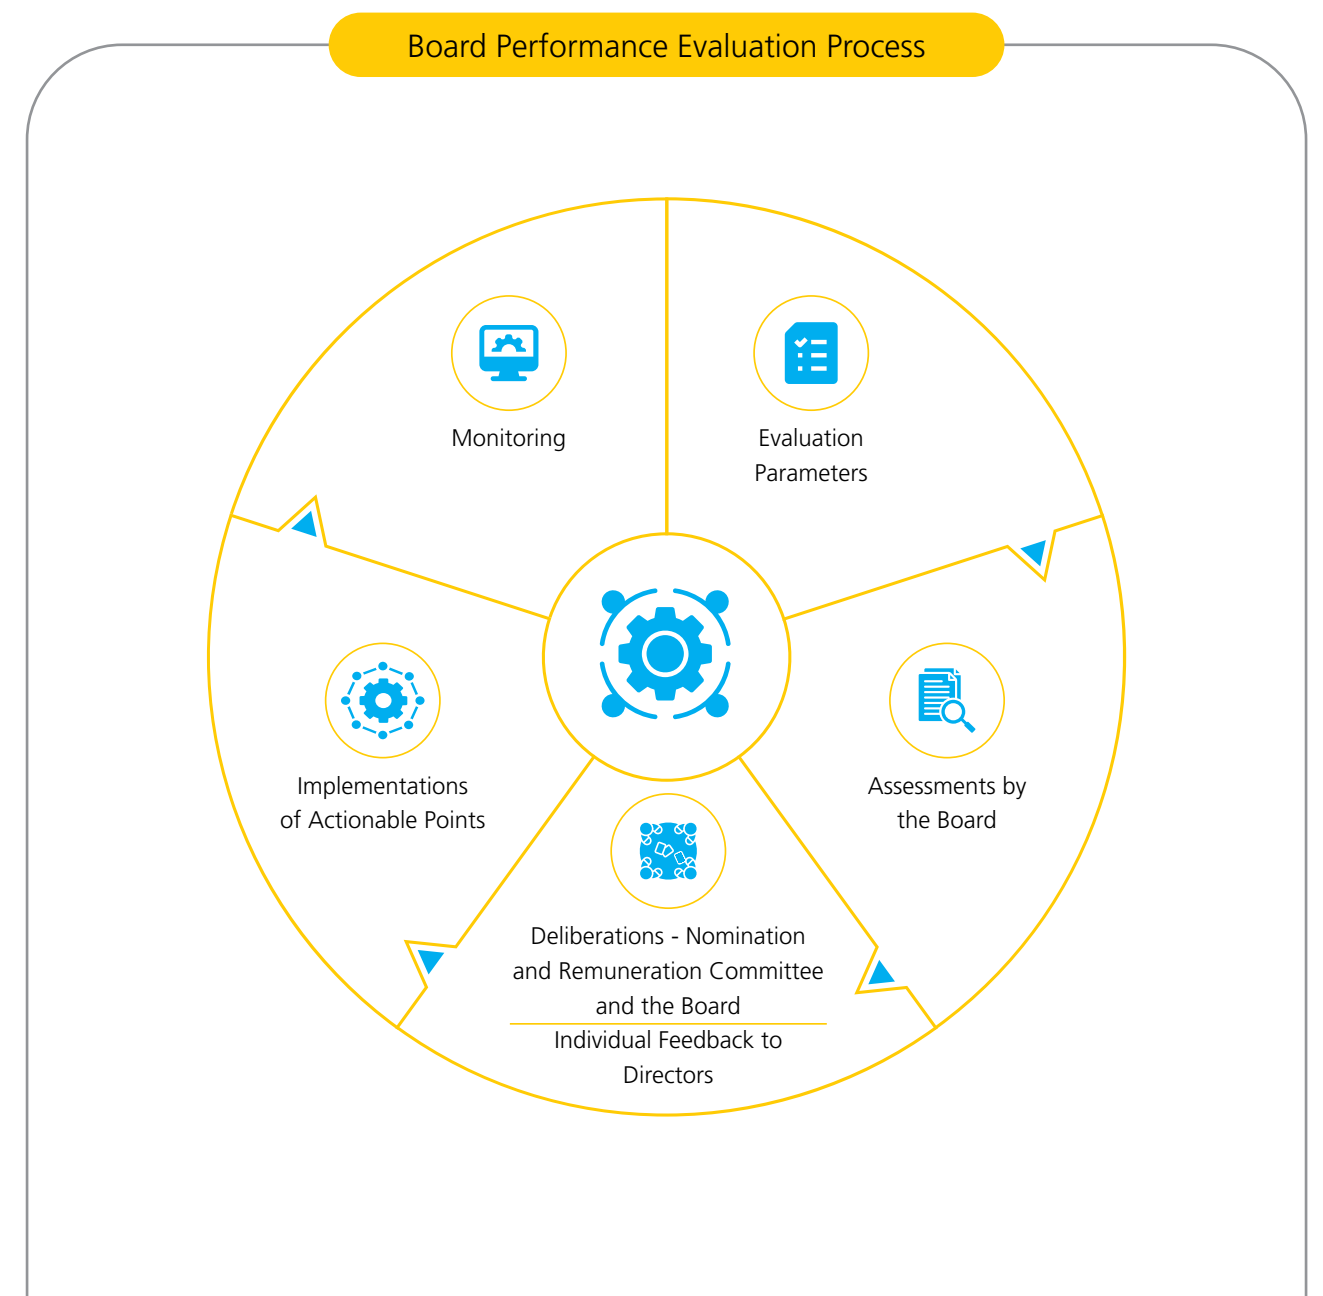 Board Performance Evaluation Process
Monitoring
Evaluation
Parameters
Implementations
of Actionable Points
Assessments by
the Board
Deliberations - Nomination
and Remuneration Committee
and the Board
Individual Feedback to
Directors